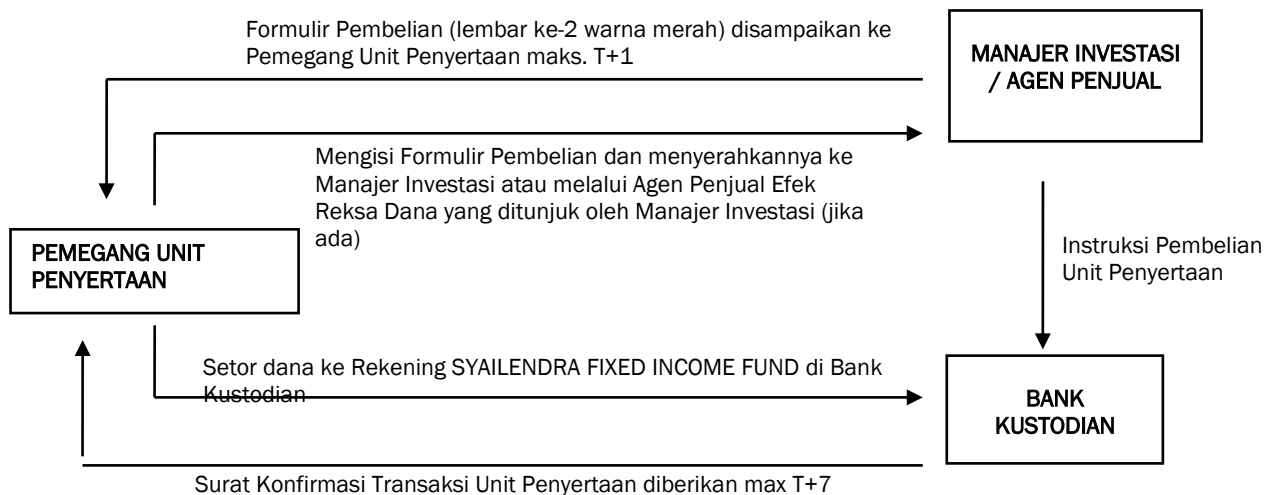 Formulir Pembelian (lembar ke-2 warna merah) disampaikan ke
Pemegang Unit Penyertaan maks. T+1
MANAJER INVESTASI
/ AGEN PENJUAL
Mengisi Formulir Pembelian dan menyerahkannya ke
Manajer Investasi atau melalui Agen Penjual Efek
Reksa Dana yang ditunjuk oleh Manajer Investasi (jika
ada)
PEMEGANG UNIT
PENYERTAAN
Instruksi Pembelian
Unit Penyertaan
Setor dana ke Rekening SYAILENDRA FIXED INCOME FUND di Bank
Kustodian
BANK
KUSTODIAN
Surat Konfirmasi Transaksi Unit Penyertaan diberikan max T+7